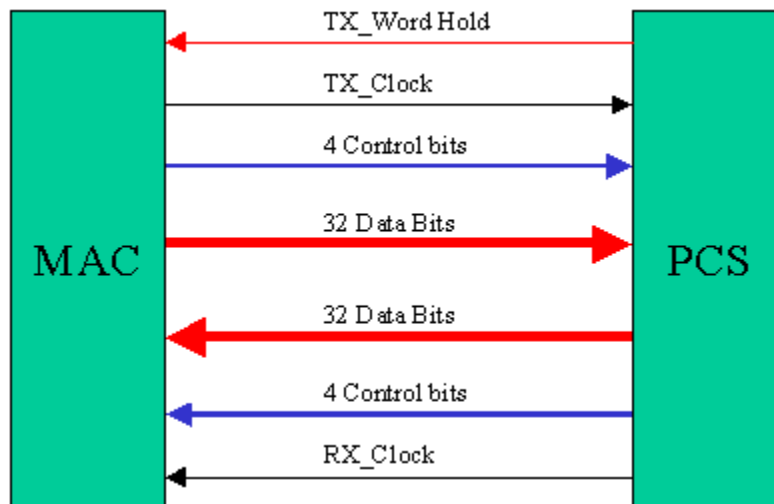 TX_Word Hold
TX_Clock
4 Control bits
32 Data Bits
MAC
PCS
32 Data Bits
4 Control bits
RX_Clock